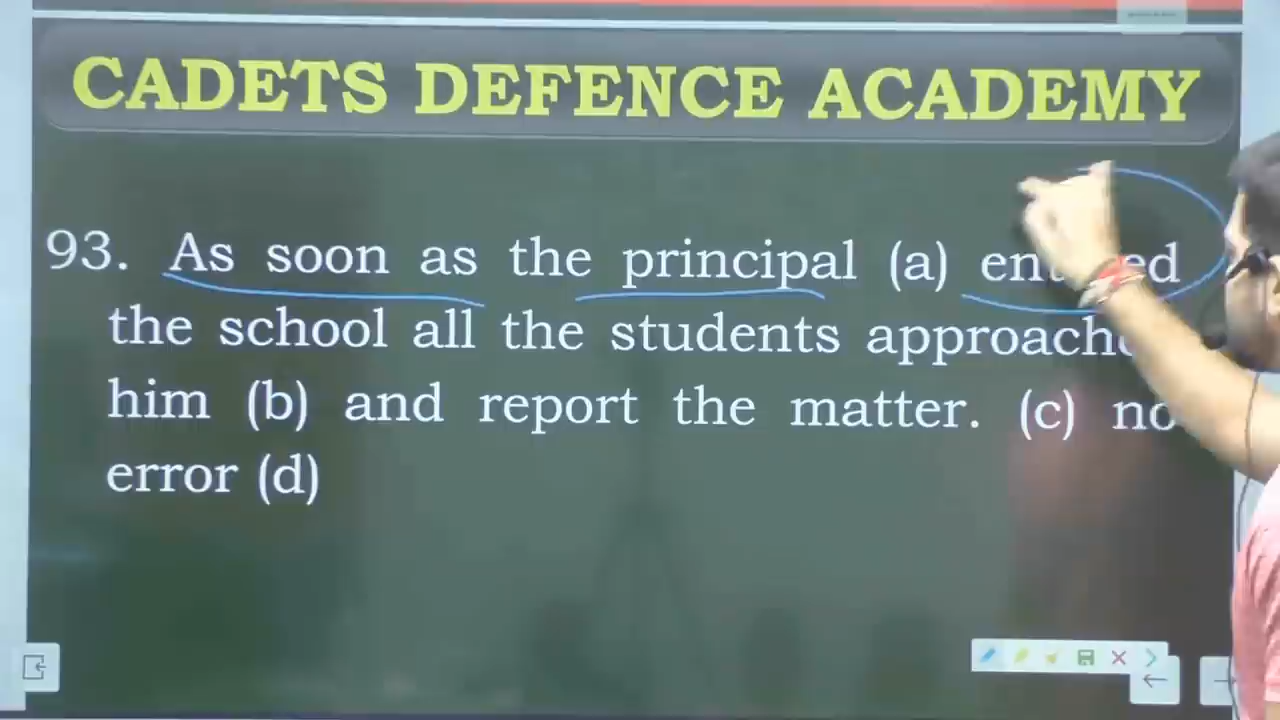 CADETS DEFENCE ACADEMY
93. As soon as the principal (a)
the school all the students
him (b) and report the matter. (c) no
error (d)